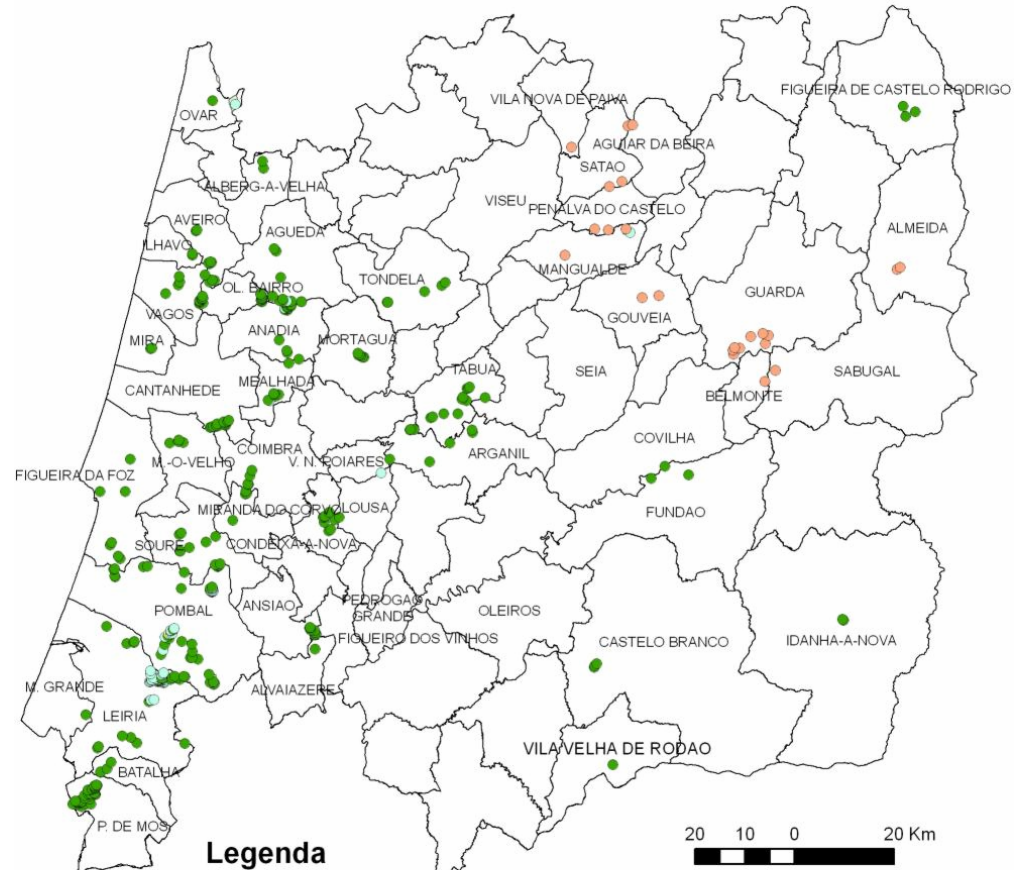 VILA NOVA DE PAIVA
FIGUEIRA DE CASTELO RODRIGO
OVAR
AGUIAR DA BEIRA
SATAO
ALBERG-A-VELHA
VISEU
PENALVA DO CASTELO
AVEIRO
AGUEDA
ALMEIDA
ILHAVO
MANGUALDE
TONDELA
OL. BAIRRO
GUARDA
VAGOS
GOUVEIA
ANADIA
MORTAGUA
MIRA
TABUA
SEIA
SABUGAL
MEALHADA
CANTANHEDE
BELMONTE
COVILHA
COIMBRA
ARGANIL
M.-O-VELHO
V. N. POIARES
FIGUEIRA DA FOZ
MIRANDA DO CORVO
LOUSA
FUNDAO
SOURE
CONDEIXA-A-NOVA
PEDROGAO
GRANDE
ANSIAO
POMBAL
OLEIROS
FIGUEIRO DOS VINHOS
CASTELO BRANCO
IDANHA-A-NOVA
M. GRANDE
ALVAIAZERE
LEIRIA
VILA VELHA DE RODAO
BATALHA
P. DE MOS
Legenda
20 10 0 20 Km